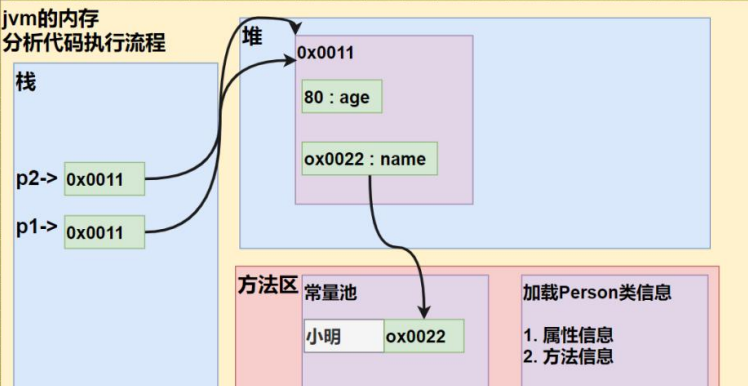 jvm的内存
分析代码执行流程
栈
p2-> 0x0011
p1-> 0x0011
堆
0x0011
80 : age
ox0022 : name
方法区
常量池
小明 ox0022
加载Person类信息
1. 属性信息
2. 方法信息